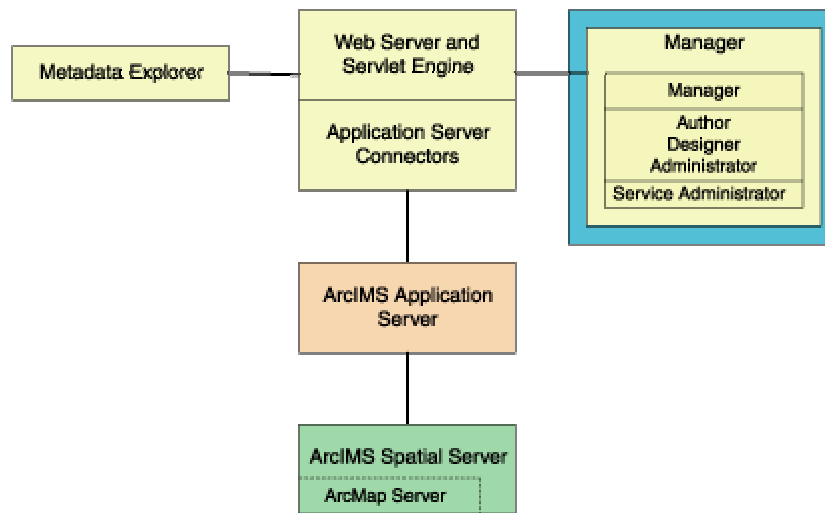 Metadata Explorer
Web Server and
Servlet Engine
Application Server
Connectors
Manager
Manager
Author
Designer
Administrator
Service Administrator
ArcIMS Application
Server
ArcIMS Spatial Server
ArcMap Server